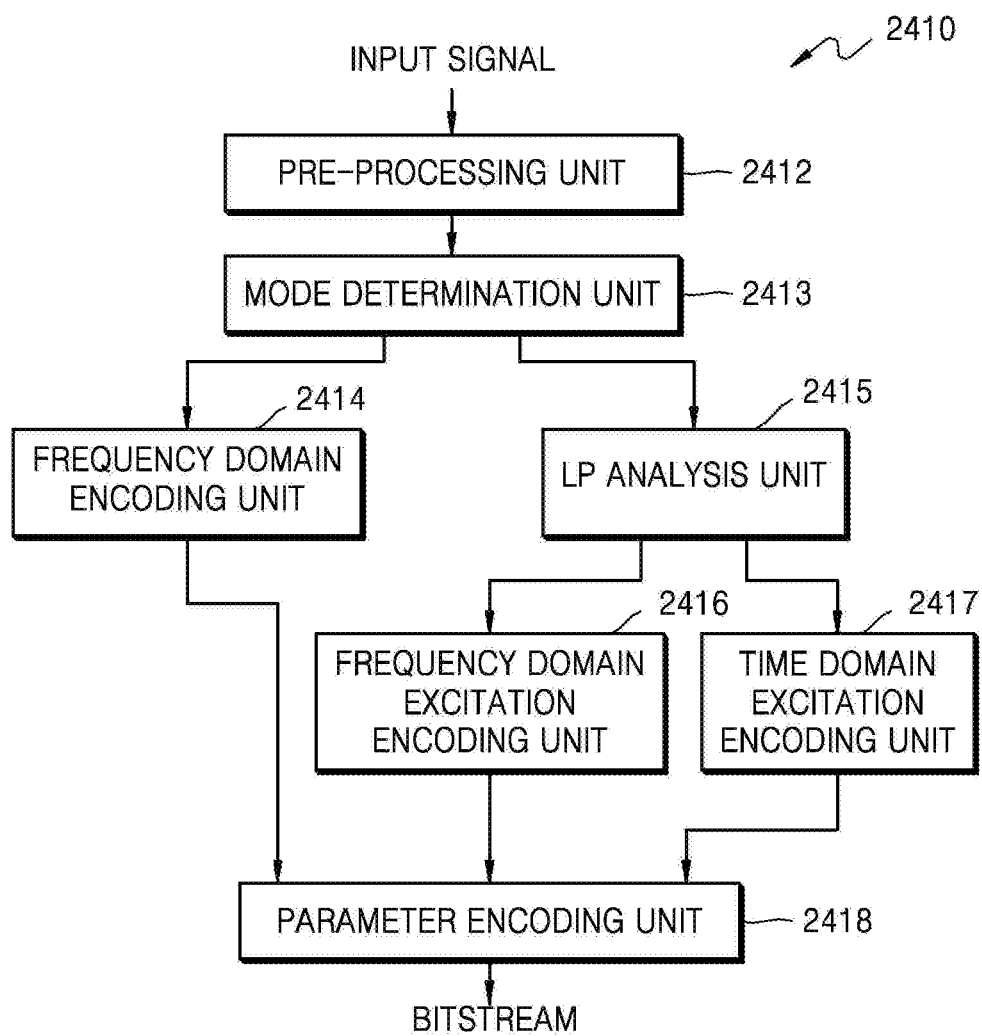 2410
INPUT SIGNAL
PRE-PROCESSING UNIT
2412
MODE DETERMINATION UNIT
2413
2414
2415
FREQUENCY DOMAIN
ENCODING UNIT
LP ANALYSIS UNIT
2416
2417
FREQUENCY DOMAIN
EXCITATION
ENCODING UNIT
TIME DOMAIN
EXCITATION
ENCODING UNIT
PARAMETER ENCODING UNIT
2418
BITSTREAM